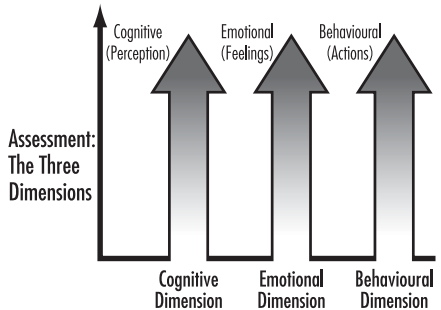 Cognitive
(Perception)
Emotional
(Feelings)
Behavioural
(Actions)
Assessment:
The Three
Dimensions
Cognitive
Dimension
Emotional
Dimension
Behavioural
Dimension